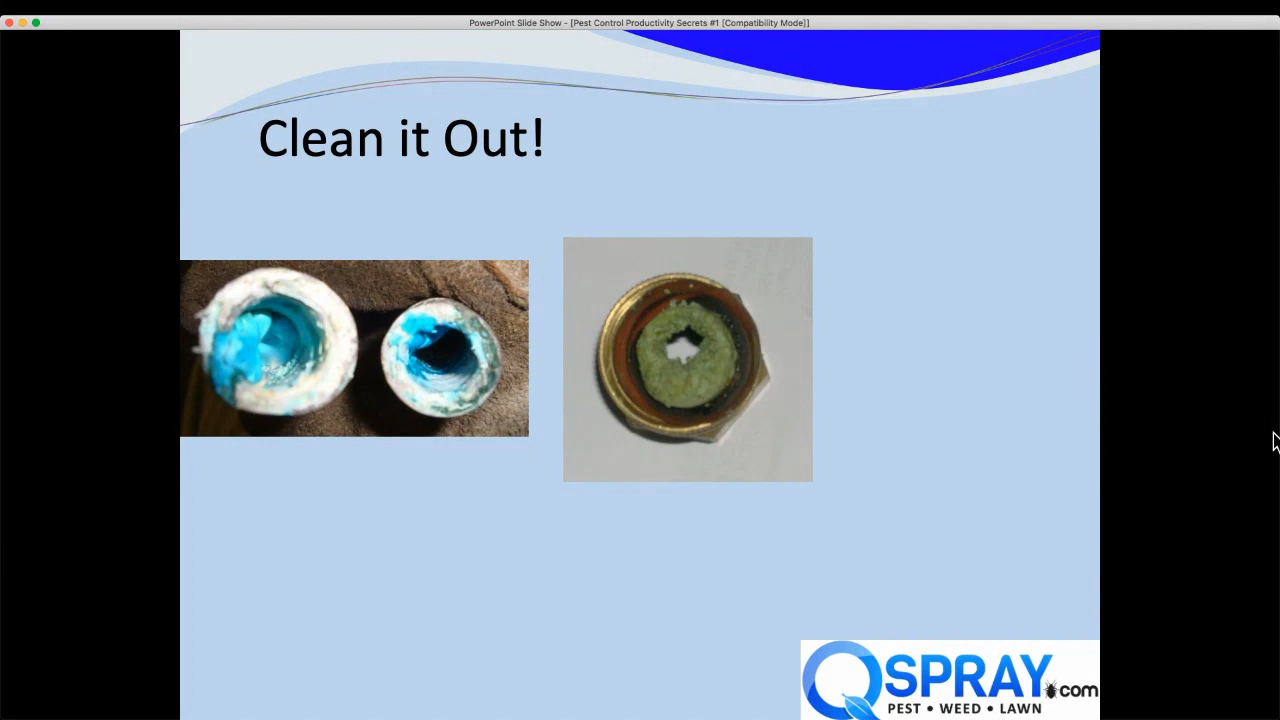 PowerPoint Slide Show - [Pest Control Productivity Secrets #1 [Compatibility Mode]]
Clean it Out!
QSPRAY.com
PEST • WEED • LAWN